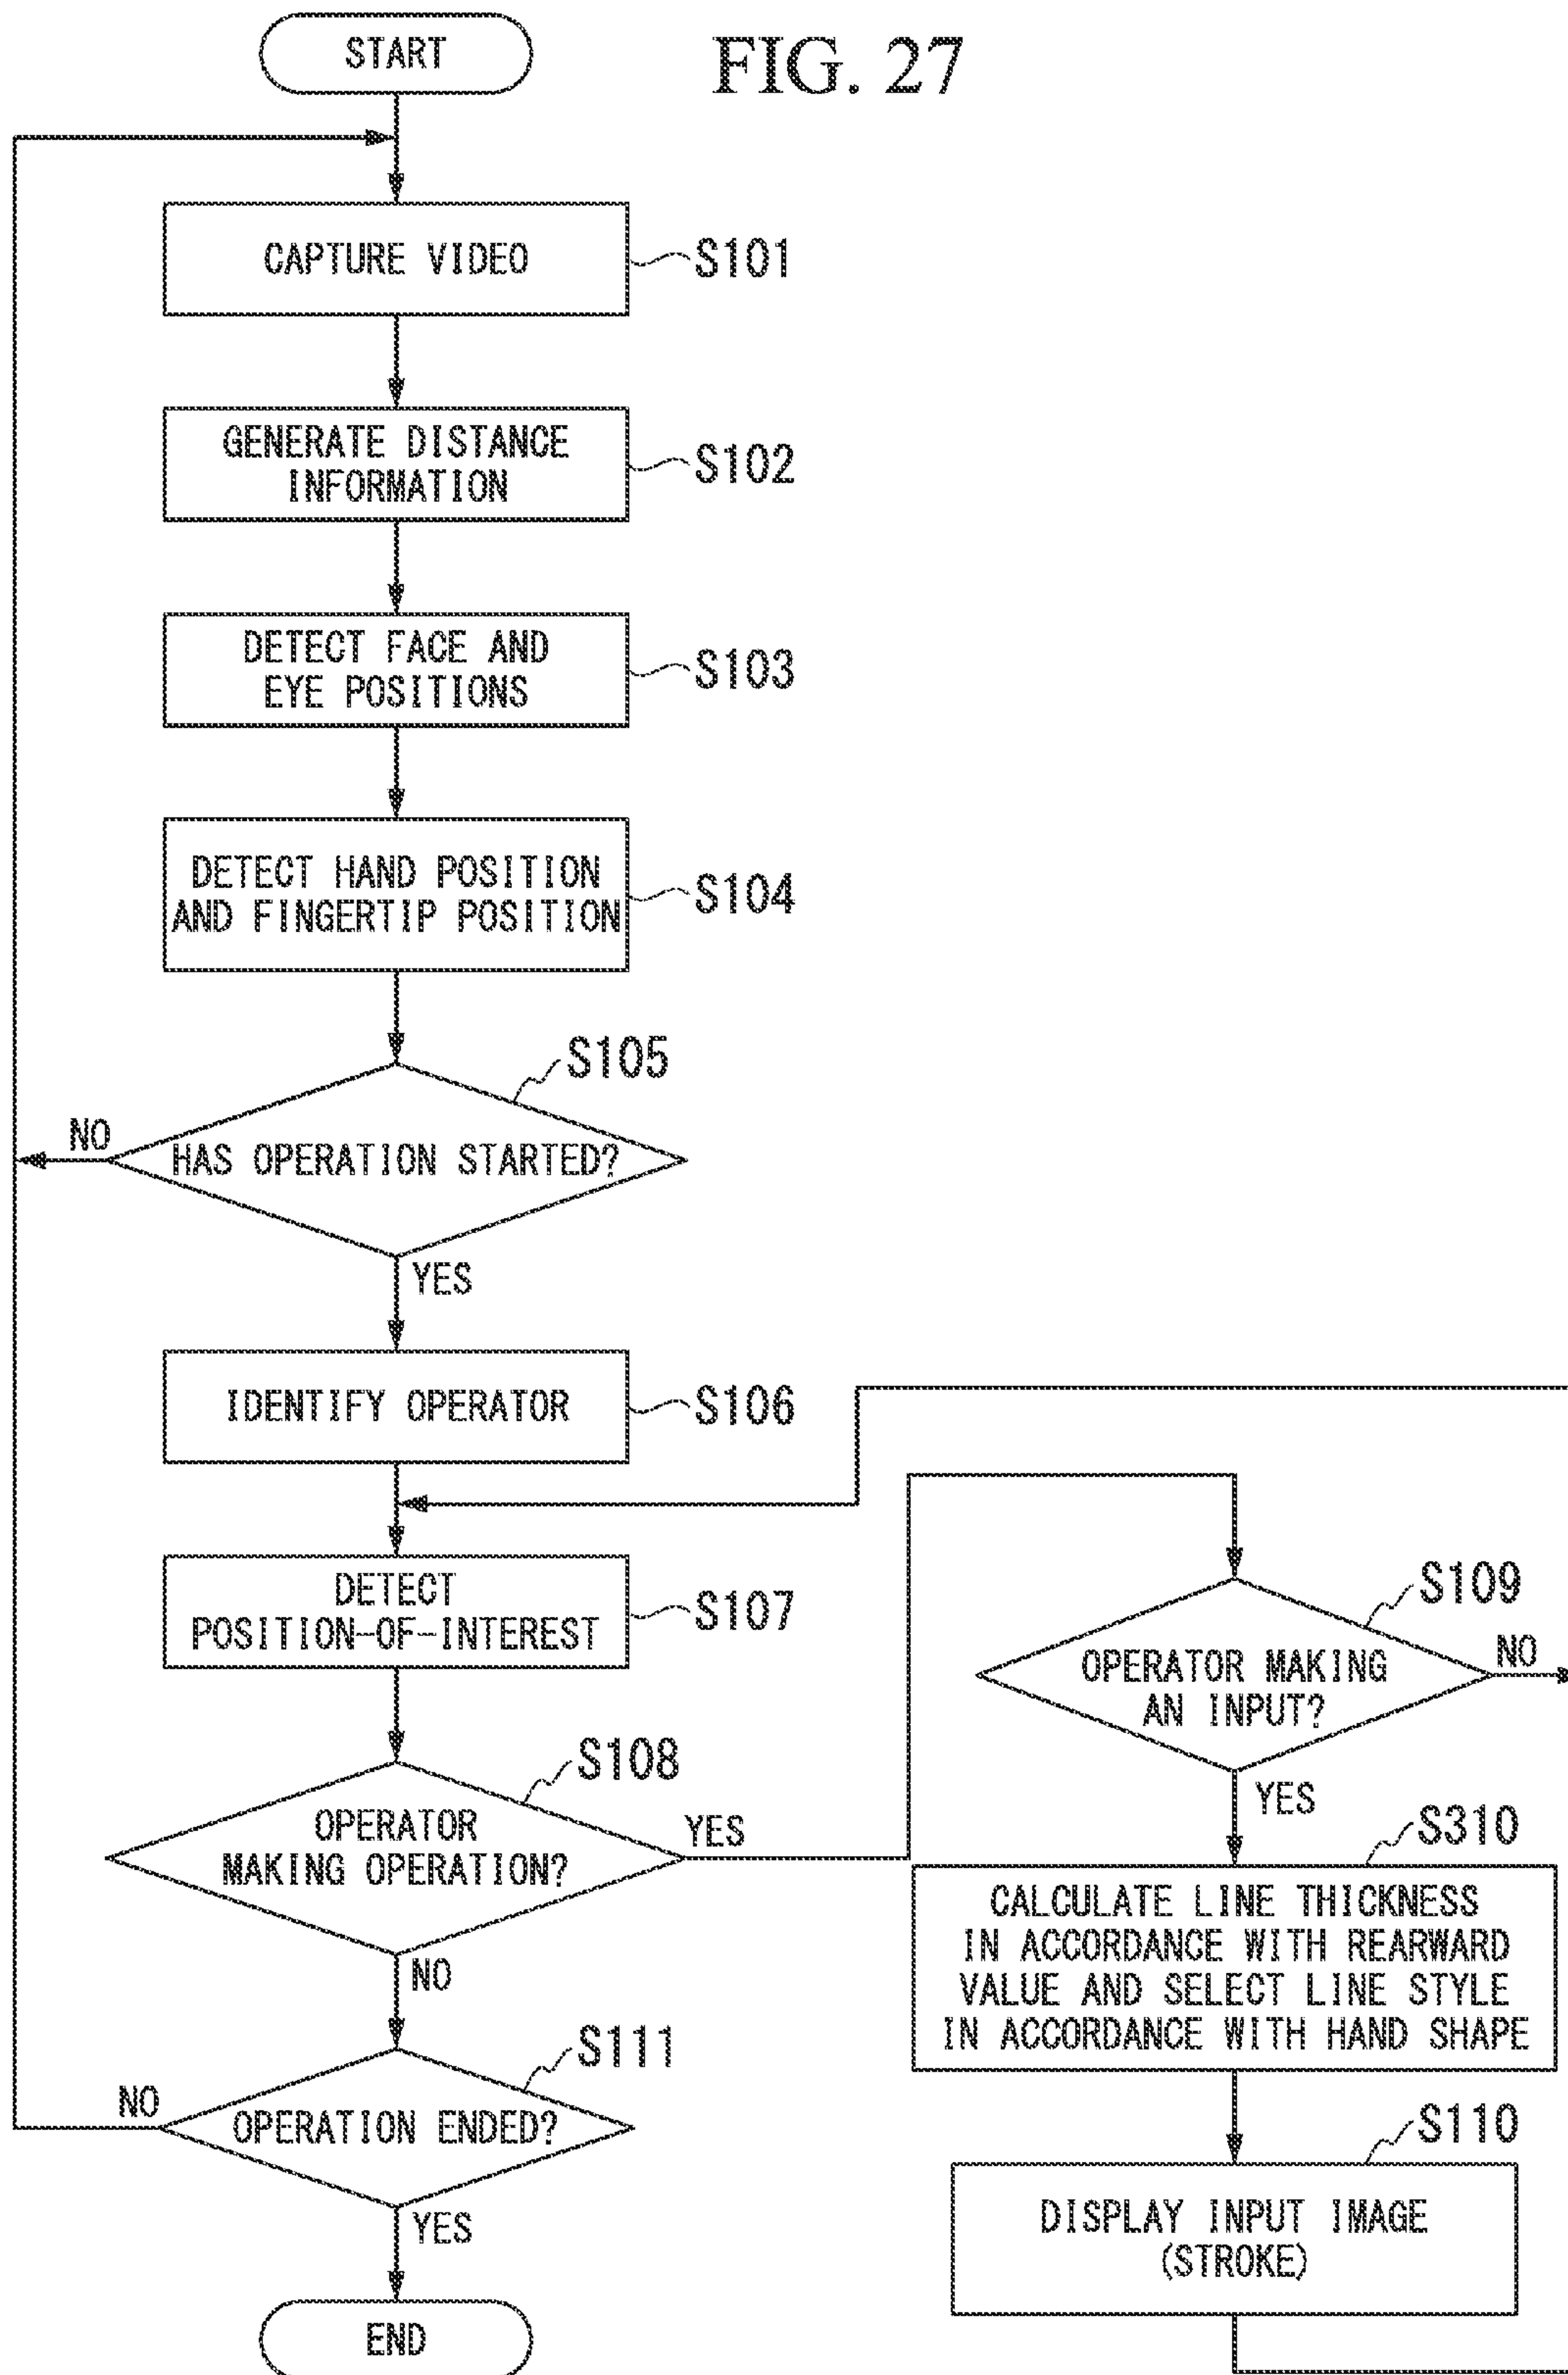 FIG. 27
START
CAPTURE VIDEO
S101
GENERATE DISTANCE
INFORMATION
S102
DETECT FACE AND
EYE POSITIONS
S103
DETECT HAND POSITION
AND FINGERTIP POSITION
S104
S105
HAS OPERATION STARTED?
NO
YES
IDENTIFY OPERATOR
S106
DETECT
POSITION-OF-INTEREST
S107
S108
OPERATOR
MAKING OPERATION?
YES
NO
S111
OPERATION ENDED?
NO
YES
END
S109
OPERATOR MAKING
AN INPUT?
NO
YES
S310
CALCULATE LINE THICKNESS
IN ACCORDANCE WITH REARWARD
VALUE AND SELECT LINE STYLE
IN ACCORDANCE WITH HAND SHAPE
S110
DISPLAY INPUT IMAGE
(STROKE)